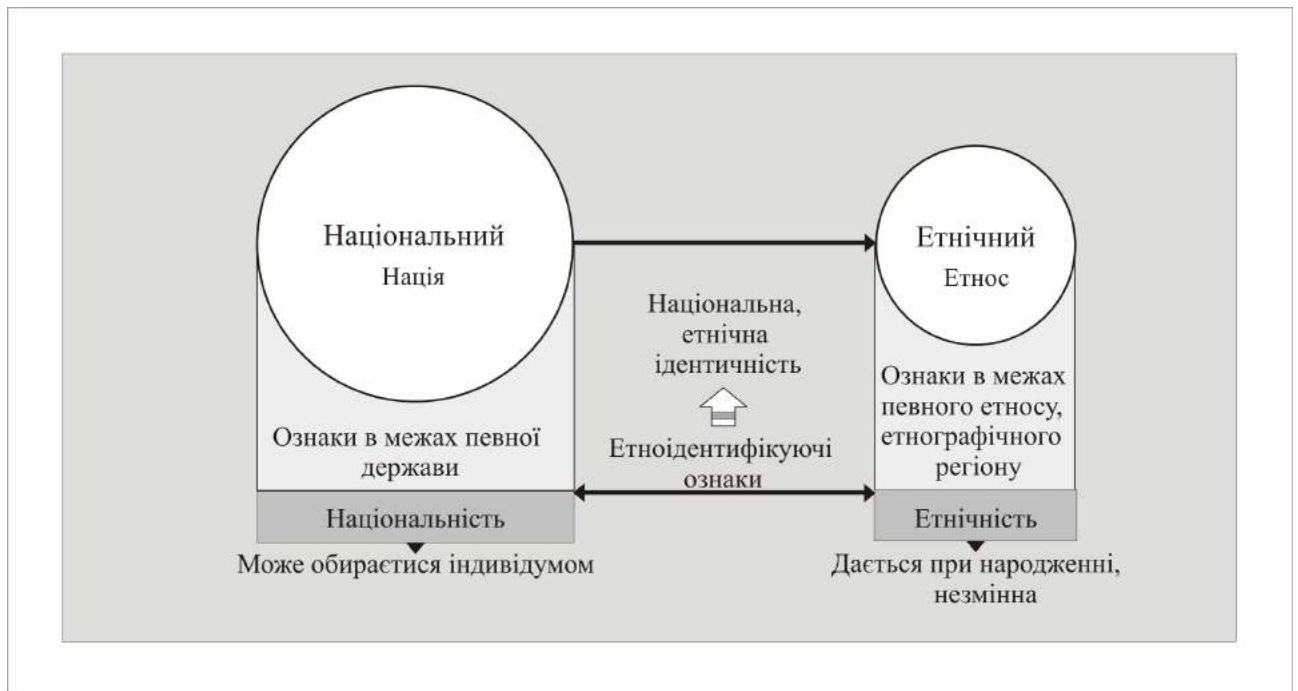 Національний
Нація
Ознаки в межах певної
держави
Національність
Може обираєтися індивідумом
Національна,
етнічна
ідентичність
Етноідентифікуючі
ознаки
Етнічний
Етнос
Ознаки в межах
певного етносу,
етнографічного
регіону
Етнічність
Дається при народженні,
незмінна